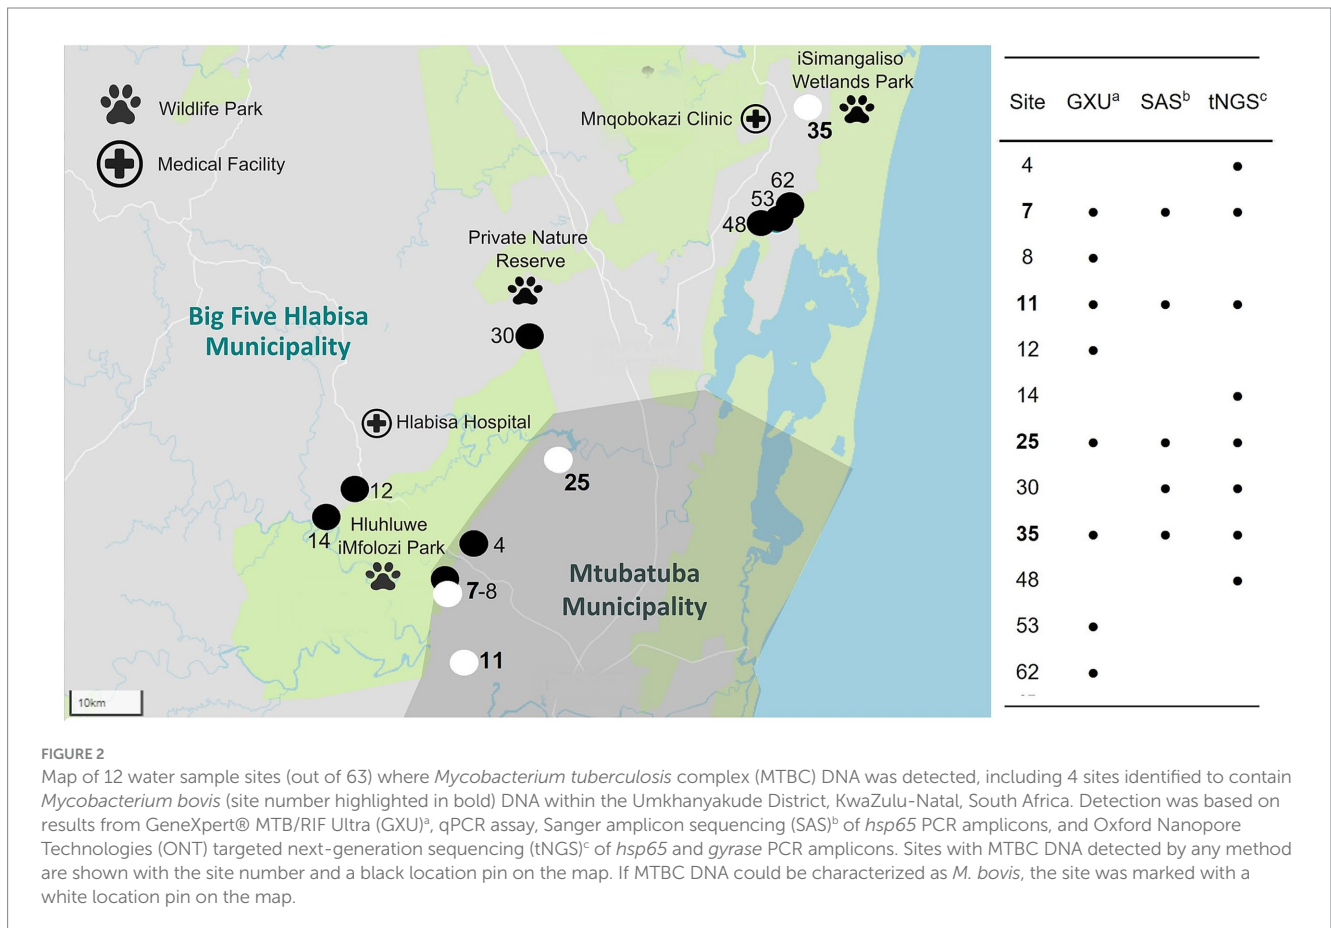 Wildlife Park
Medical Facility
iSimangaliso
Wetlands Park
Mnqobokazi Clinic
35
62
53
48
Private Nature
Reserve
30
Big Five Hlabisa
Municipality
Hlabisa Hospital
25
12
14
Hluhluwe
iMfolozi Park
4
7-8
Mtubatuba
Municipality
11
10km
Site GXUa SASb tNGSc
4 •
7 • • •
8 •
11 • • •
12 •
14 •
25 • • •
30 • •
35 • • •
48 •
53 •
62 •
FIGURE 2
Map of 12 water sample sites (out of 63) where Mycobacterium tuberculosis complex (MTBC) DNA was detected, including 4 sites identified to contain
Mycobacterium bovis (site number highlighted in bold) DNA within the Umkhanyakude District, KwaZulu-Natal, South Africa. Detection was based on
results from GeneXpert® MTB/RIF Ultra (GXU)a, qPCR assay, Sanger amplicon sequencing (SAS)b of hsp65 PCR amplicons, and Oxford Nanopore
Technologies (ONT) targeted next-generation sequencing (tNGS)c of hsp65 and gyrase PCR amplicons. Sites with MTBC DNA detected by any method
are shown with the site number and a black location pin on the map. If MTBC DNA could be characterized as M. bovis, the site was marked with a
white location pin on the map.